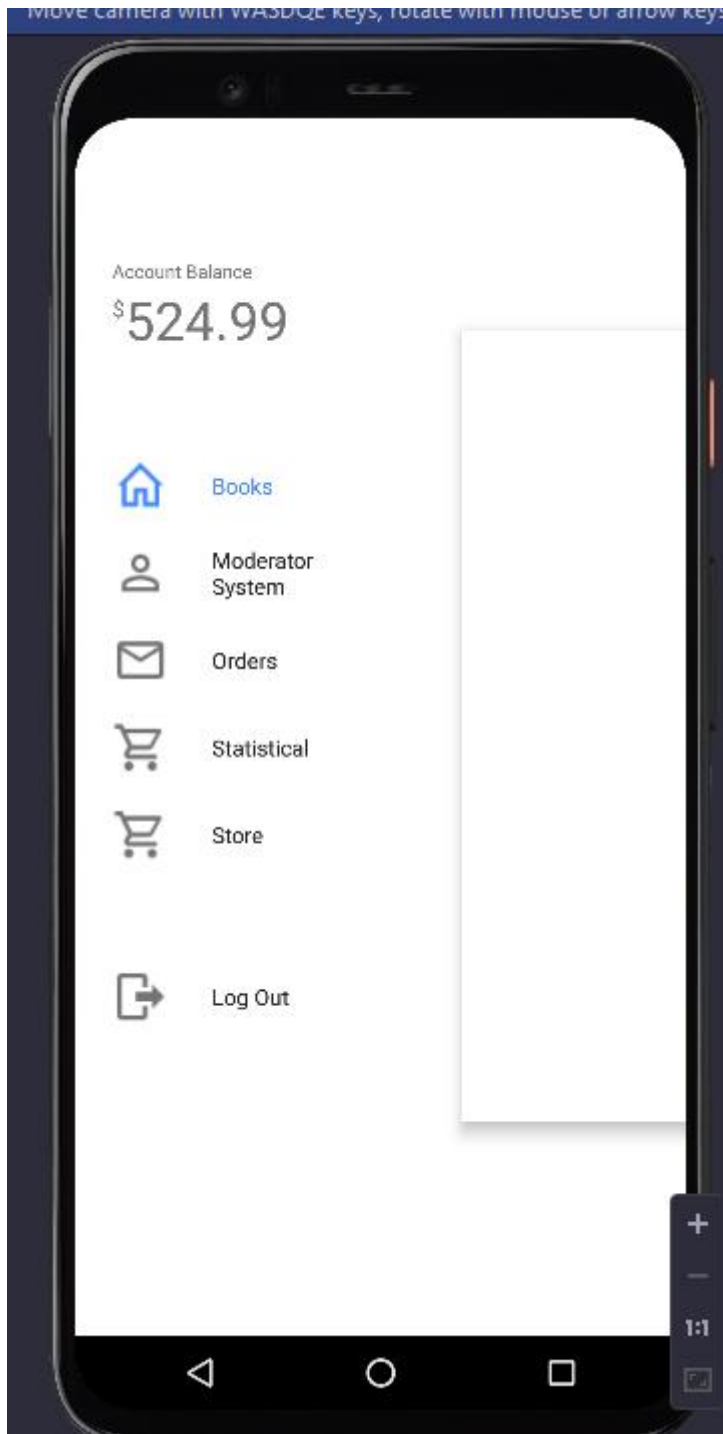 Move camera with WASDQE keys, rotate with mouse or arrow keys
Account Balance
$524.99
Books
Moderator
System
Orders
Statistical
Store
Log Out
1:1